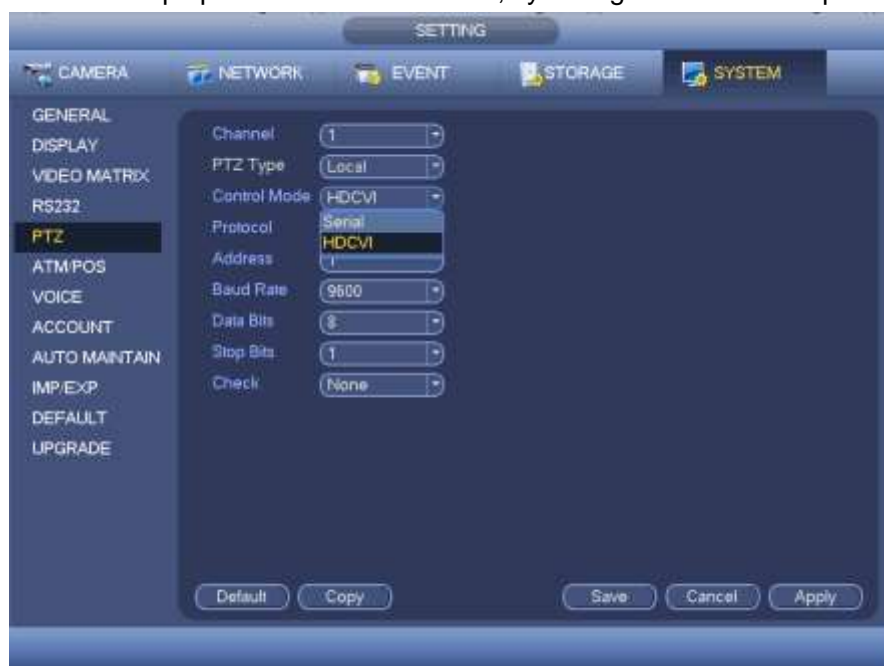 SETTING
CAMERA NETWORK EVENT STORAGE SYSTEM
GENERAL
DISPLAY
VIDEO MATRIX
RS232
PTZ
ATM/POS
VOICE
ACCOUNT
AUTO MAINTAIN
IMP/EXP
DEFAULT
UPGRADE
Channel 1
PTZ Type Local
Control Mode HDCVI
Protocol Serial
HDCVI
Address 1
Baud Rate 9600
Data Bits 8
Stop Bits 1
Check None
Default Copy Save Cancel Apply